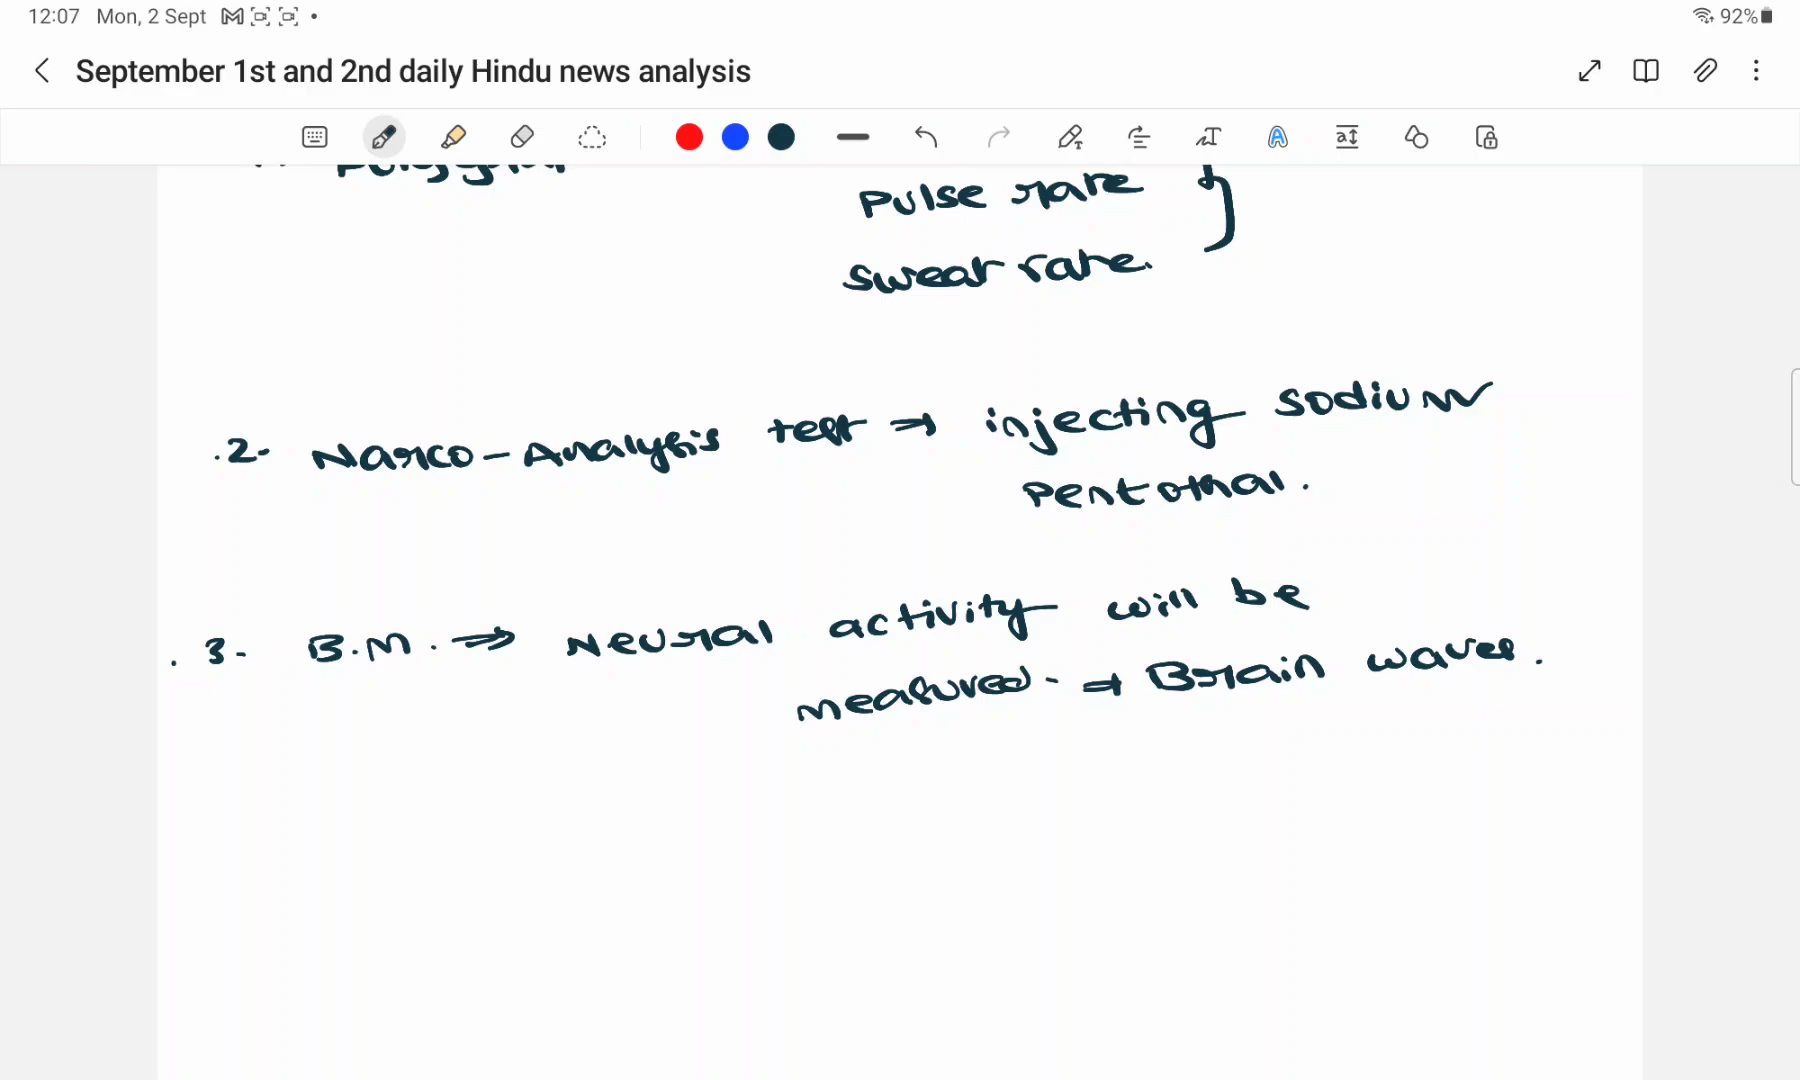 12:07 Mon, 2 Sept 92%
September 1st and 2nd daily Hindu news analysis
Pulse rate
sweat rate.
2. Narco-Analysis test → injecting sodium
Pentothal.
3. B.M. ⇒ Neural activity will be
measured. → Brain waves.